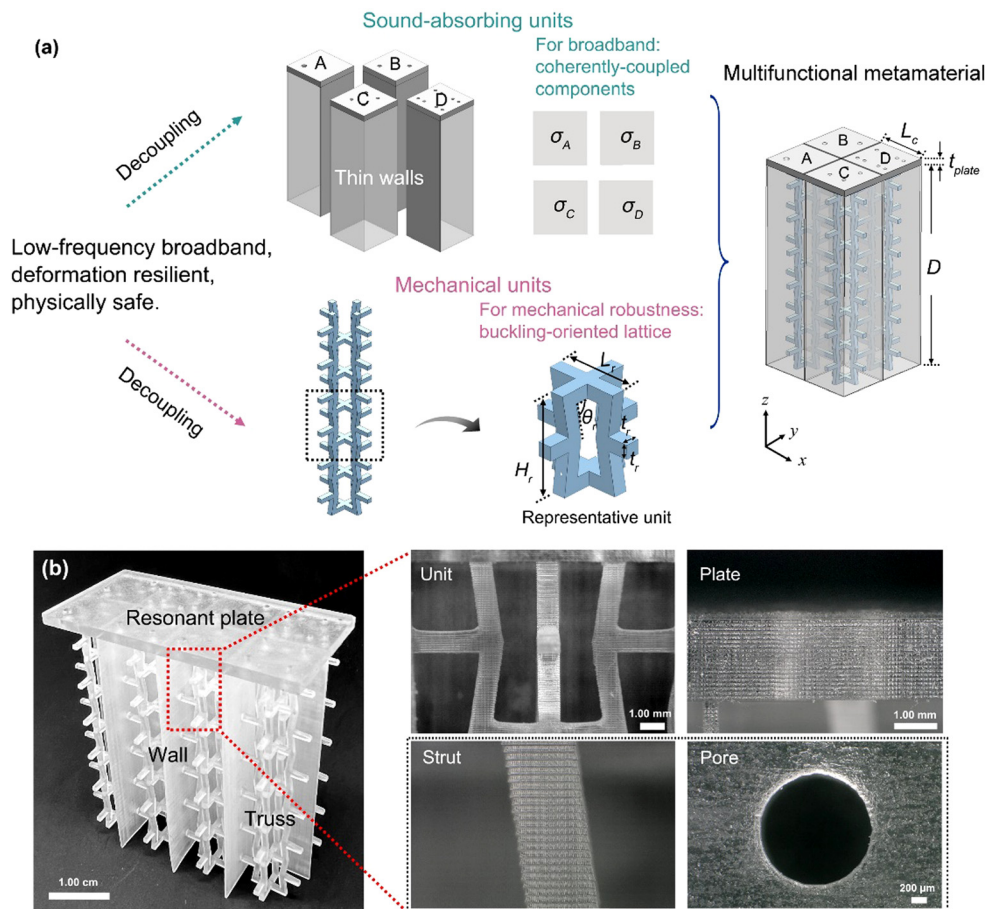 (a)
Sound-absorbing units
For broadband:
coherently-coupled
components
A
B
C
D
Thin walls
σA
σB
σC
σD
Decoupling
Low-frequency broadband,
deformation resilient,
physically safe.
Decoupling
Mechanical units
For mechanical robustness:
buckling-oriented lattice
Lr
θr
tr
tr
Hr
Representative unit
Multifunctional metamaterial
B
A
D
C
Lc
tplate
D
z
y
x
(b)
Resonant plate
Wall
Truss
1.00 cm
Unit
1.00 mm
Plate
1.00 mm
Strut
Pore
200 μm